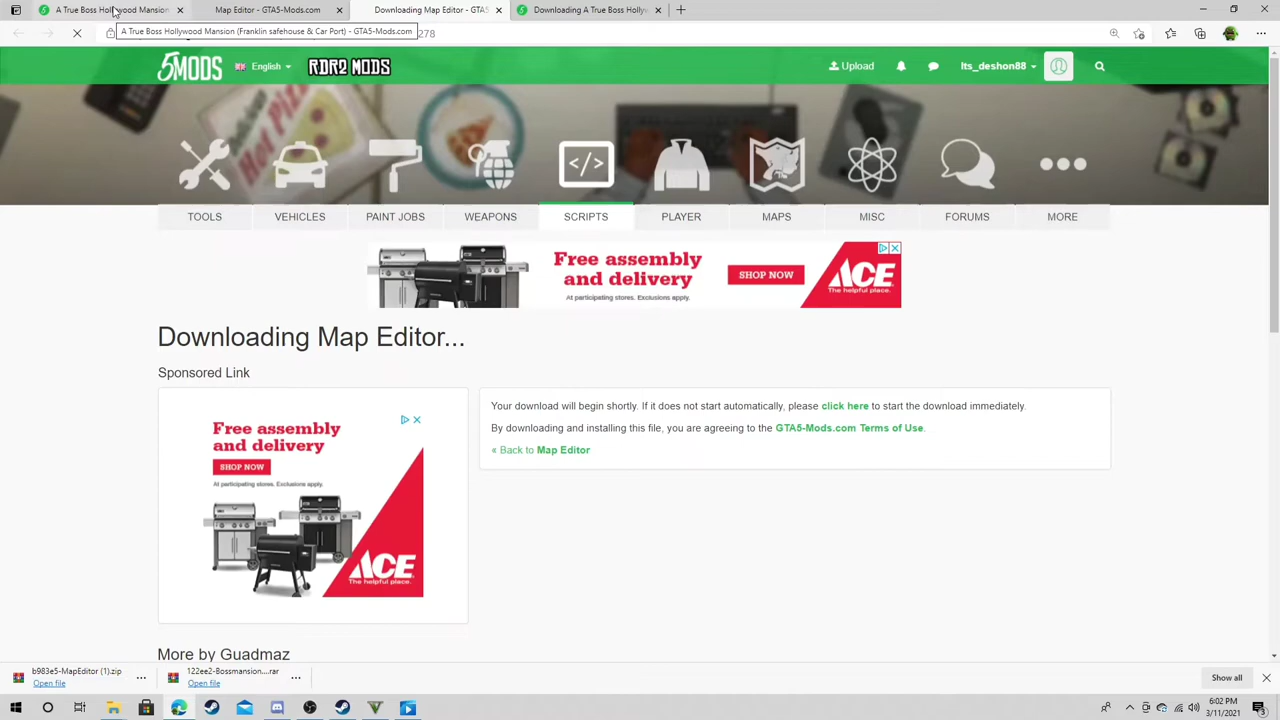 A True Boss Hollywood Mansion
Map Editor - GTA5-Mods.com
Downloading Map Editor - GTA5
Downloading A True Boss Holly
A True Boss Hollywood Mansion (Franklin safehouse & Car Port) - GTA5-Mods.com
278
5MODS
English
RDR2 MODS
Upload
Its_deshon88
TOOLS
VEHICLES
PAINT JOBS
WEAPONS
SCRIPTS
PLAYER
MAPS
MISC
FORUMS
MORE
Free assembly
and delivery
At participating stores. Exclusions apply.
SHOP NOW
ACE
The helpful place.
Downloading Map Editor...
Sponsored Link
Free assembly
and delivery
SHOP NOW
At participating stores. Exclusions apply.
ACE
The helpful place.
Your download will begin shortly. If it does not start automatically, please click here to start the download immediately.
By downloading and installing this file, you are agreeing to the GTA5-Mods.com Terms of Use.
« Back to Map Editor
More by Guadmaz
b983e5-MapEditor (1).zip
Open file
122ee2-Bossmansion....rar
Open file
Show all
6:02 PM
3/11/2021